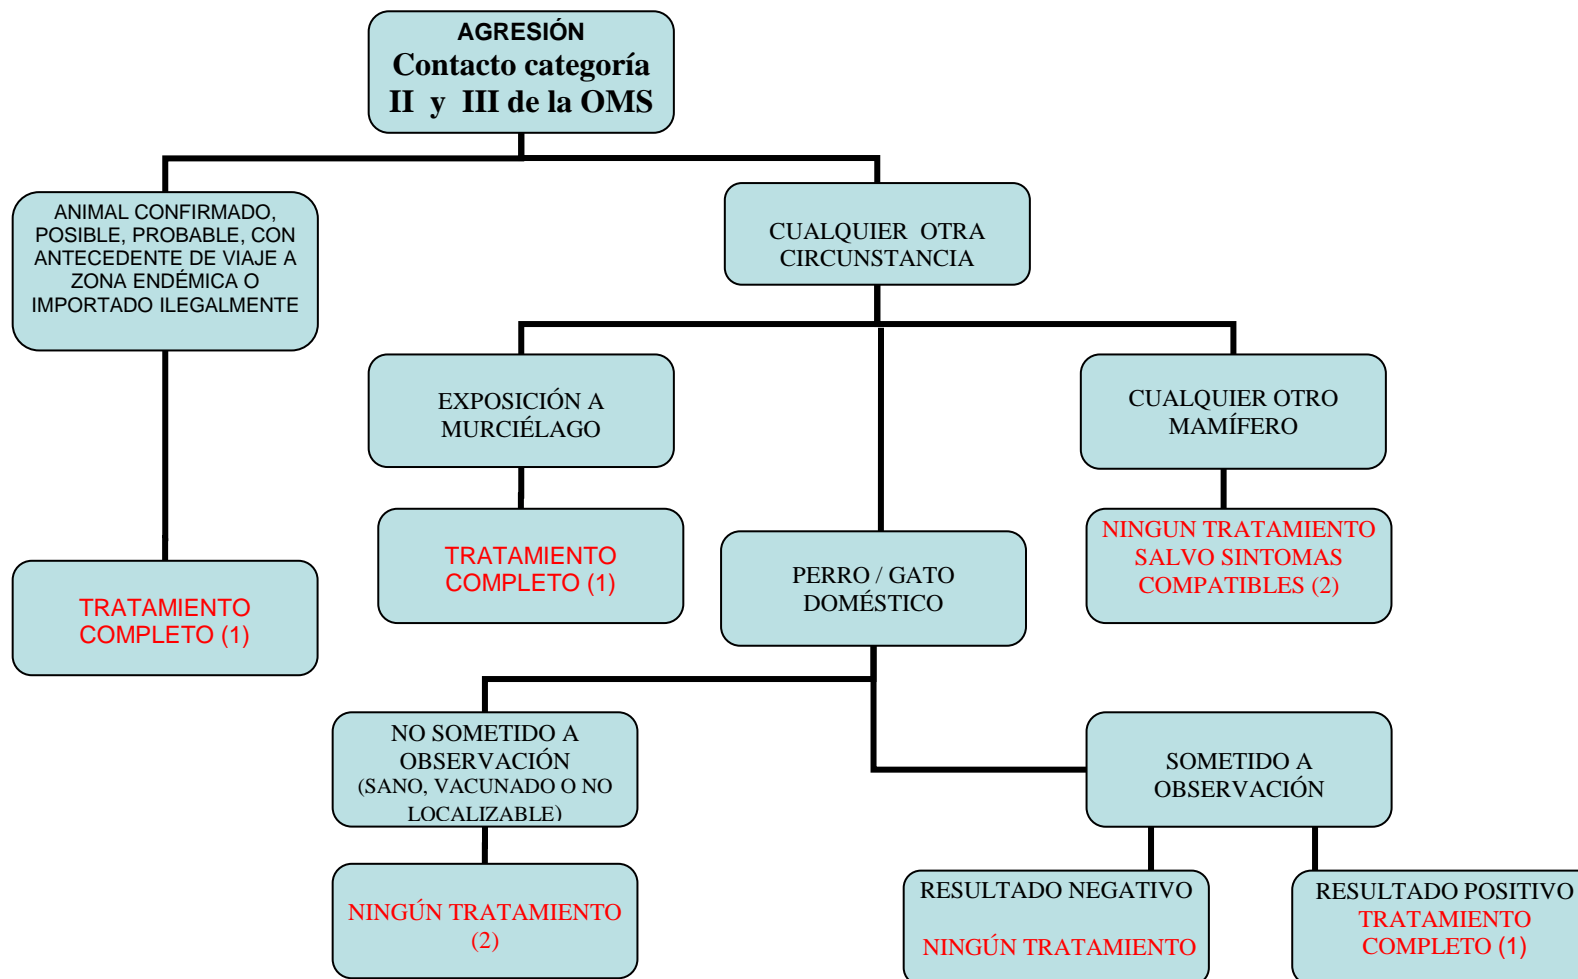 AGRESIÓN
Contacto categoría
II y III de la OMS
ANIMAL CONFIRMADO,
POSIBLE, PROBABLE, CON
ANTECEDENTE DE VIAJE A
ZONA ENDÉMICA O
IMPORTADO ILEGALMENTE
CUALQUIER OTRA
CIRCUNSTANCIA
EXPOSICIÓN A
MURCIÉLAGO
CUALQUIER OTRO
MAMÍFERO
TRATAMIENTO
COMPLETO (1)
TRATAMIENTO
COMPLETO (1)
PERRO / GATO
DOMÉSTICO
NINGUN TRATAMIENTO
SALVO SINTOMAS
COMPATIBLES (2)
NO SOMETIDO A
OBSERVACIÓN
(SANO, VACUNADO O NO
LOCALIZABLE)
SOMETIDO A
OBSERVACIÓN
NINGÚN TRATAMIENTO
(2)
RESULTADO NEGATIVO
NINGÚN TRATAMIENTO
RESULTADO POSITIVO
TRATAMIENTO
COMPLETO (1)